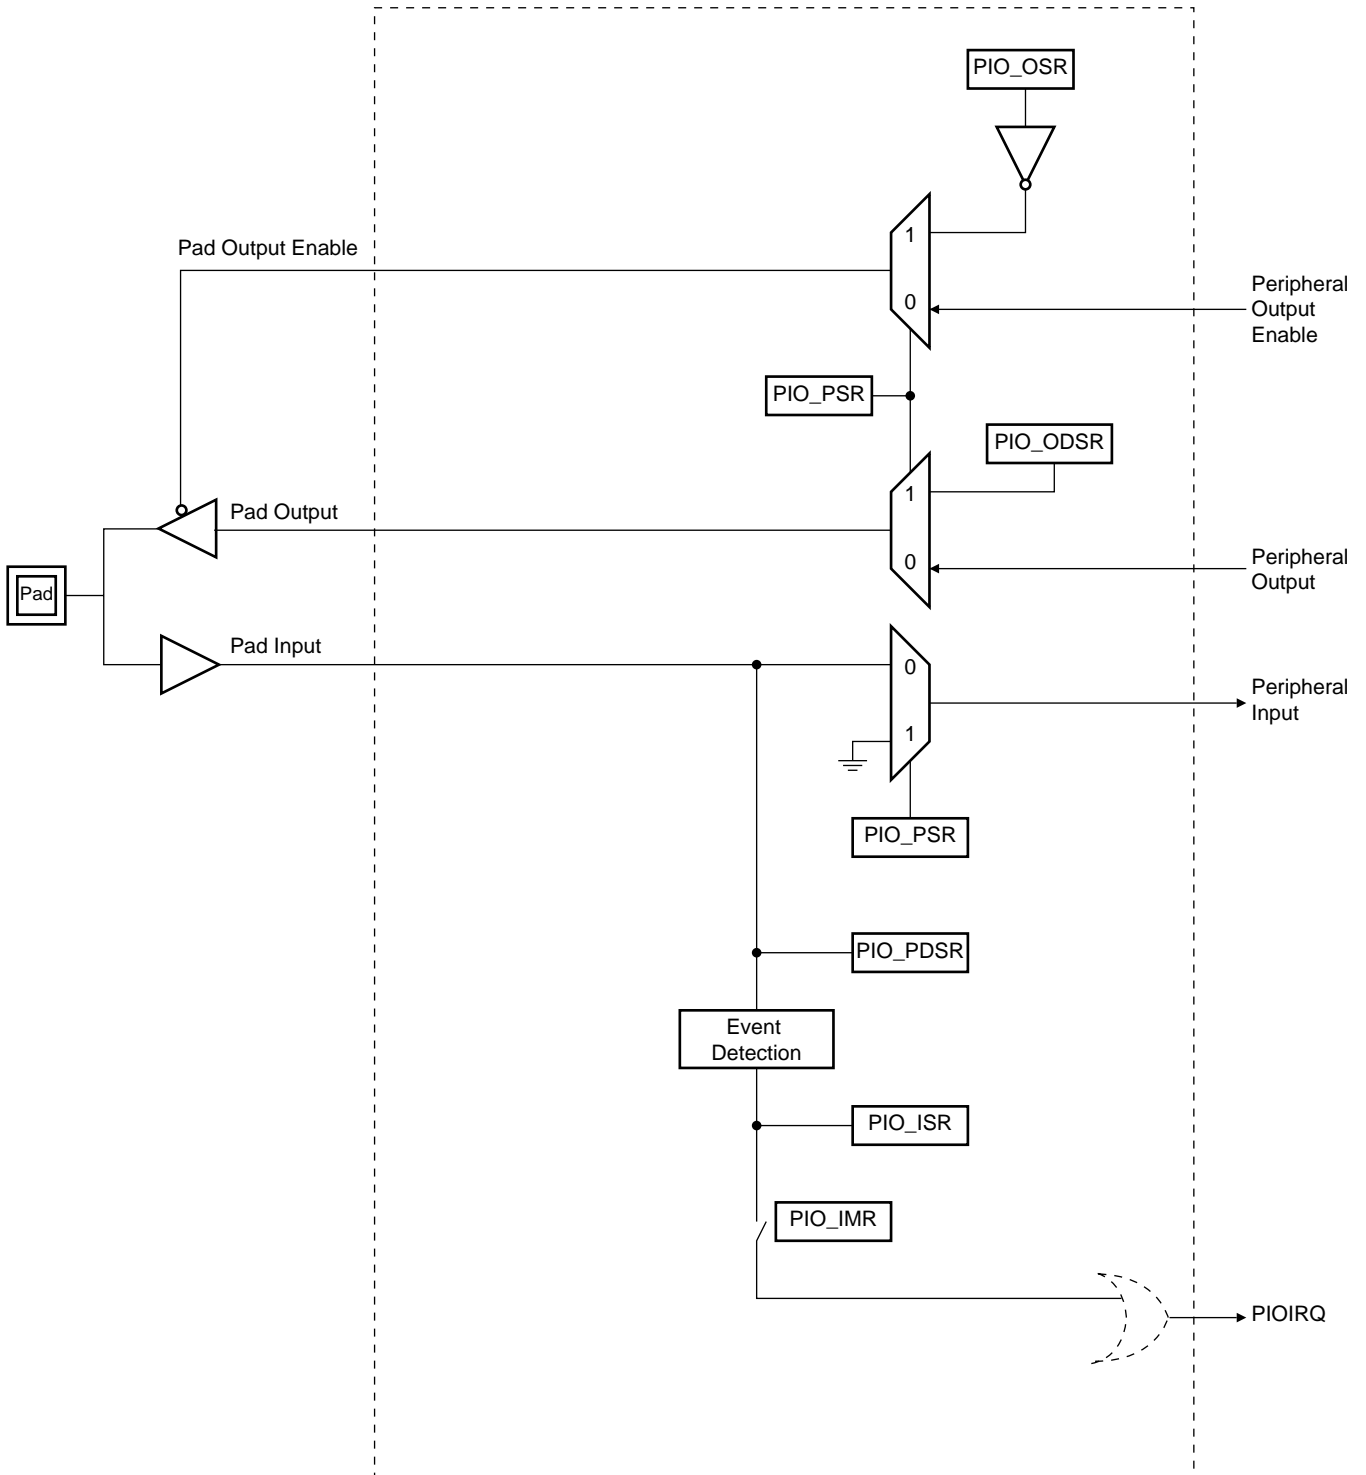 PIO_OSR
1
Pad Output Enable
0
Peripheral
Output
Enable
PIO_PSR
PIO_ODSR
1
Pad Output
0
Peripheral
Output
Pad
Pad Input
0
Peripheral
Input
1
PIO_PSR
PIO_PDSR
Event
Detection
PIO_ISR
PIO_IMR
PIOIRQ